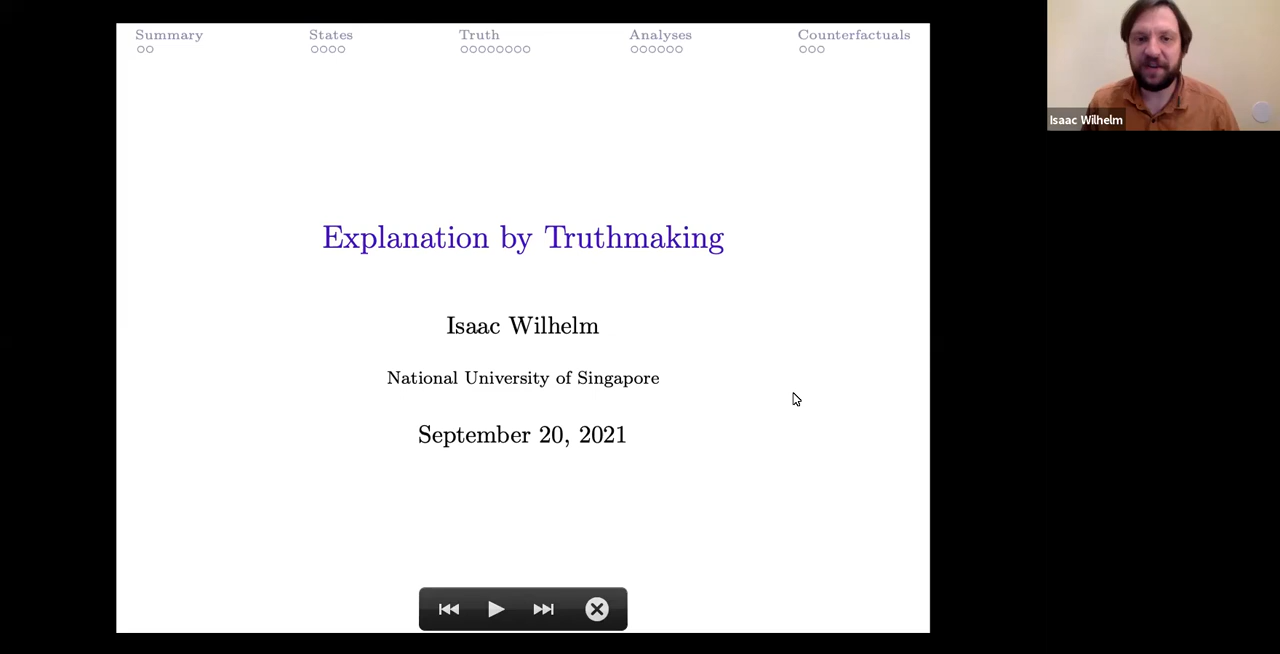 Summary States Truth Analyses Counterfactuals
Explanation by Truthmaking
Isaac Wilhelm
National University of Singapore
September 20, 2021
Isaac Wilhelm